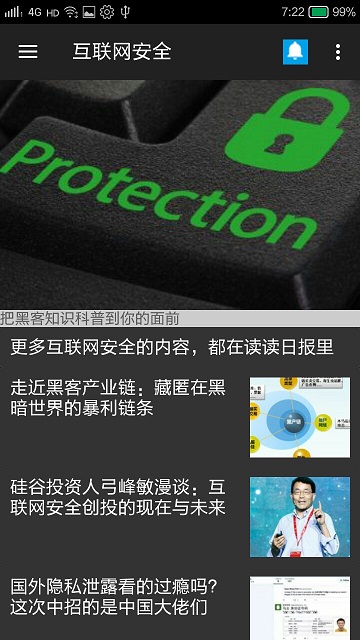 4G HD 7:22 99%
互联网安全
Protection
把黑客知识科普到你的面前
更多互联网安全的内容，都在读读日报里
走近黑客产业链：藏匿在黑
暗世界的暴利链条
黑产链
硅谷投资人弓峰敏漫谈：互
联网安全创投的现在与未来
国外隐私泄露看的过瘾吗？
这次中招的是中国大佬们